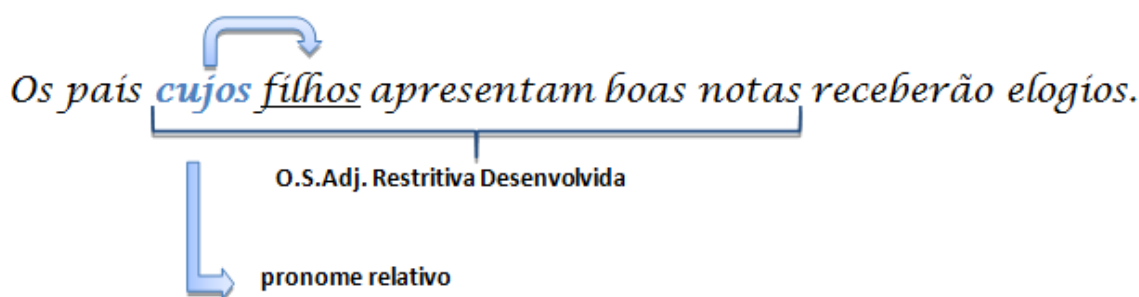 Os pais cujos filhos apresentam boas notas receberão elogios.
O.S.Adj. Restritiva Desenvolvida
pronome relativo